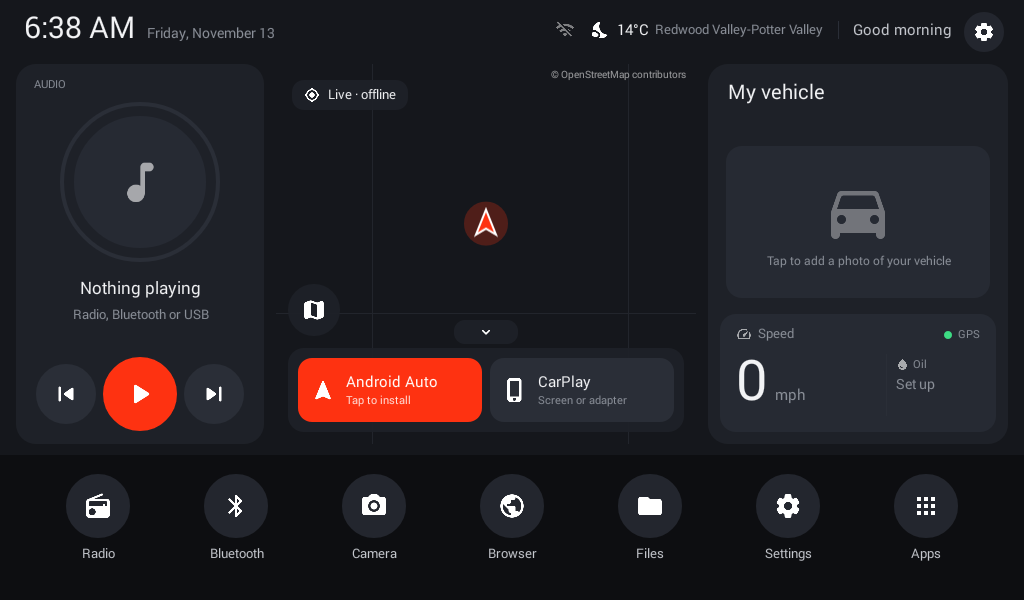 6:38 AM
Friday, November 13
14°C
Redwood Valley-Potter Valley
Good morning
AUDIO
Nothing playing
Radio, Bluetooth or USB
Live · offline
© OpenStreetMap contributors
Android Auto
Tap to install
CarPlay
Screen or adapter
My vehicle
Tap to add a photo of your vehicle
Speed
GPS
0 mph
Oil
Set up
Radio
Bluetooth
Camera
Browser
Files
Settings
Apps